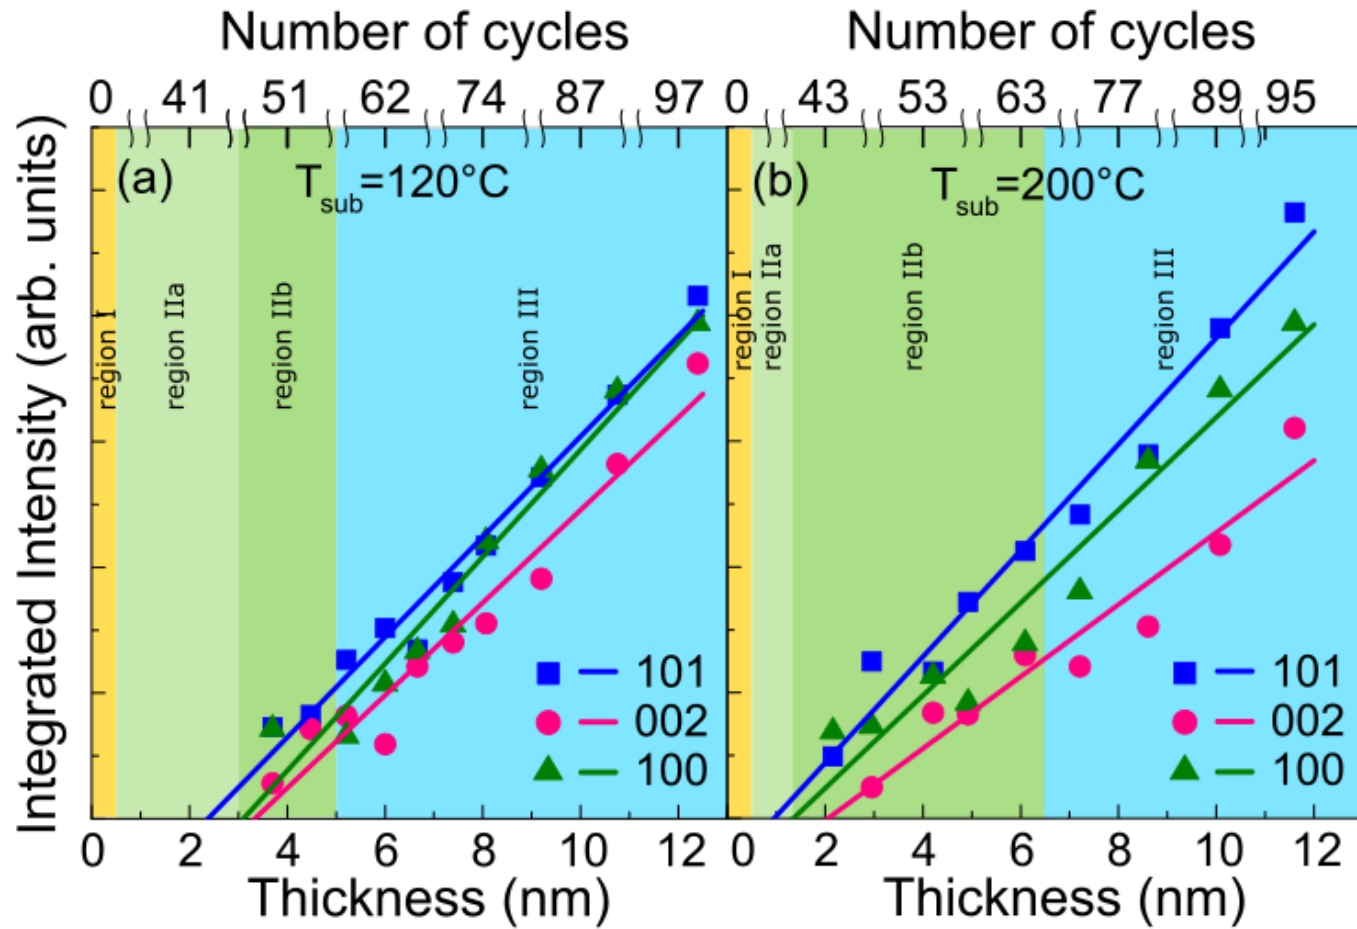 Number of cycles
Number of cycles
0 41 51 62 74 87 97
0 43 53 63 77 89 95
(a) T_sub=120°C
(b) T_sub=200°C
Integrated Intensity (arb. units)
region I
region IIa
region IIb
region III
region I
region IIa
region IIb
region III
101
002
100
101
002
100
0 2 4 6 8 10 12
0 2 4 6 8 10 12
Thickness (nm)
Thickness (nm)